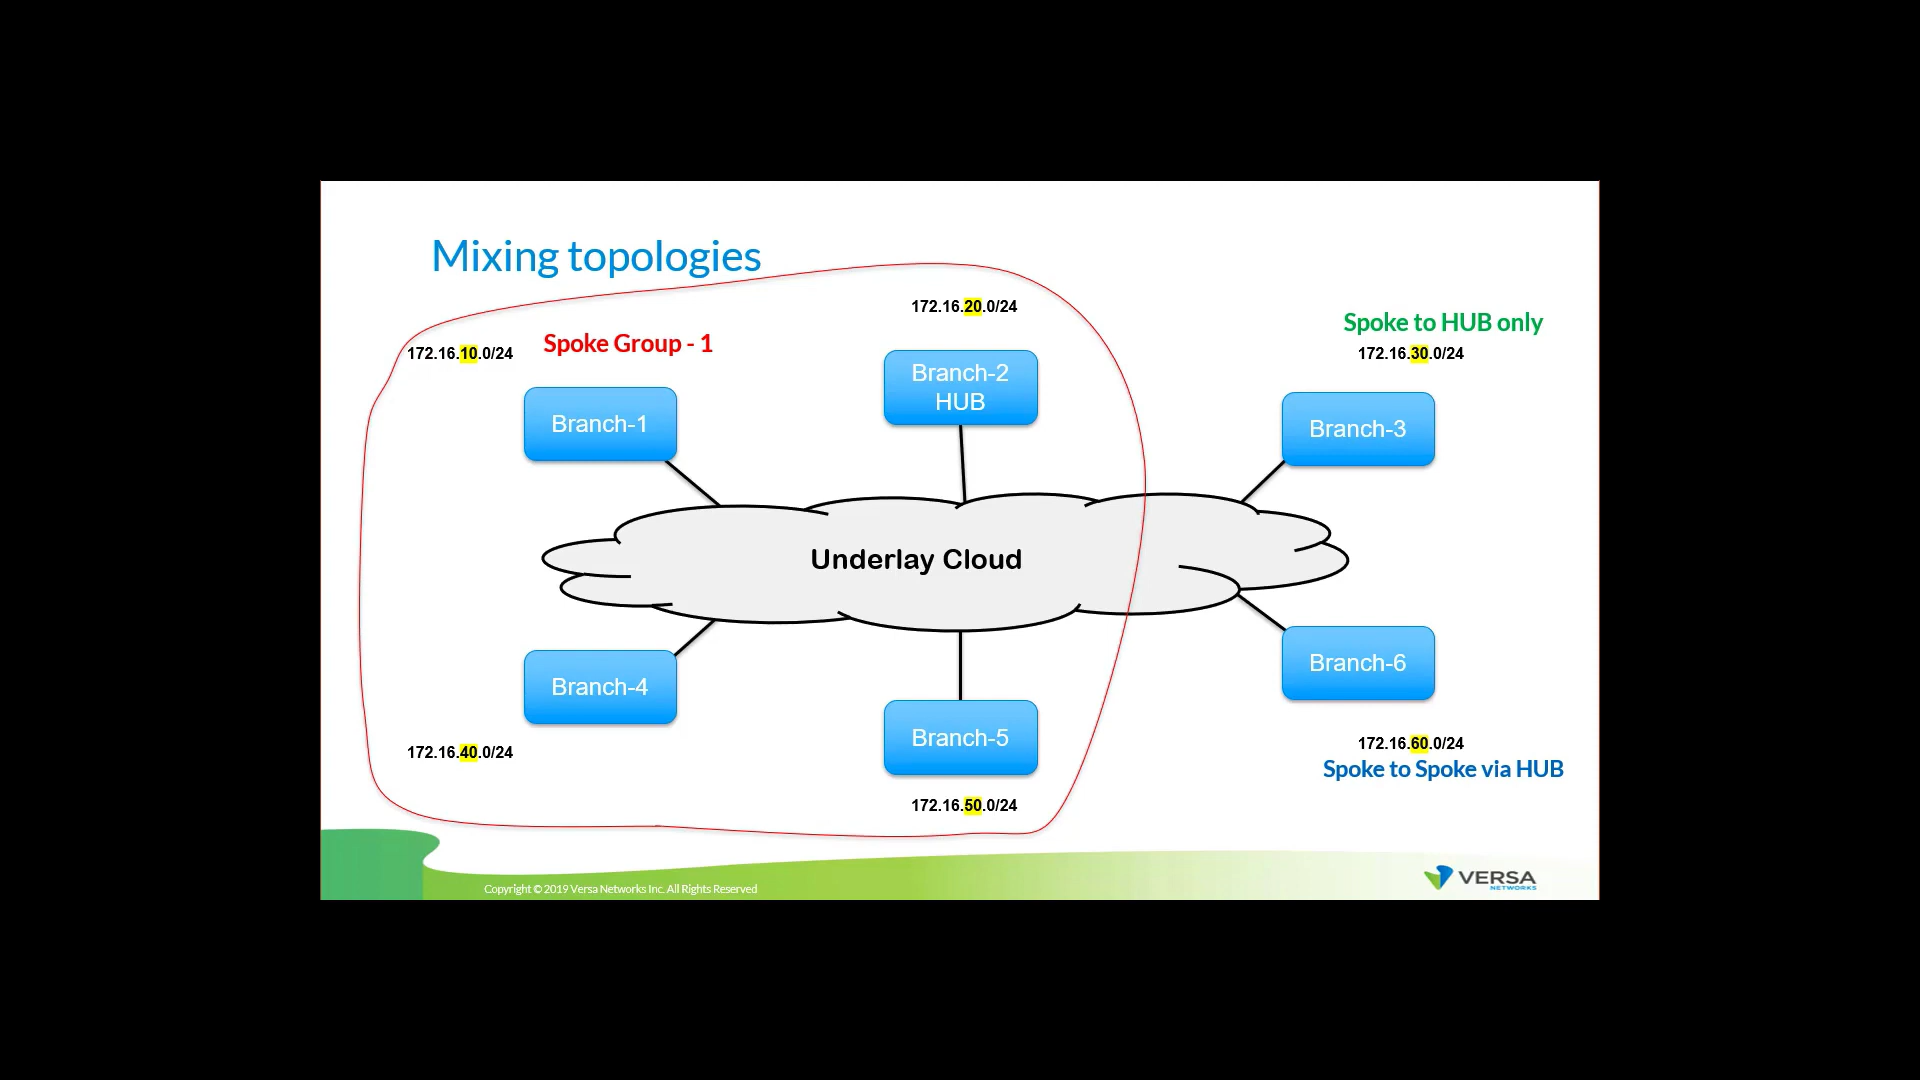 Mixing topologies
172.16.20.0/24
Spoke to HUB only
Spoke Group - 1
172.16.10.0/24
172.16.30.0/24
Branch-2
HUB
Branch-1
Branch-3
Underlay Cloud
Branch-6
Branch-4
Branch-5
172.16.60.0/24
172.16.40.0/24
Spoke to Spoke via HUB
172.16.50.0/24
Copyright © 2019 Versa Networks Inc. All Rights Reserved
VERSA
NETWORKS